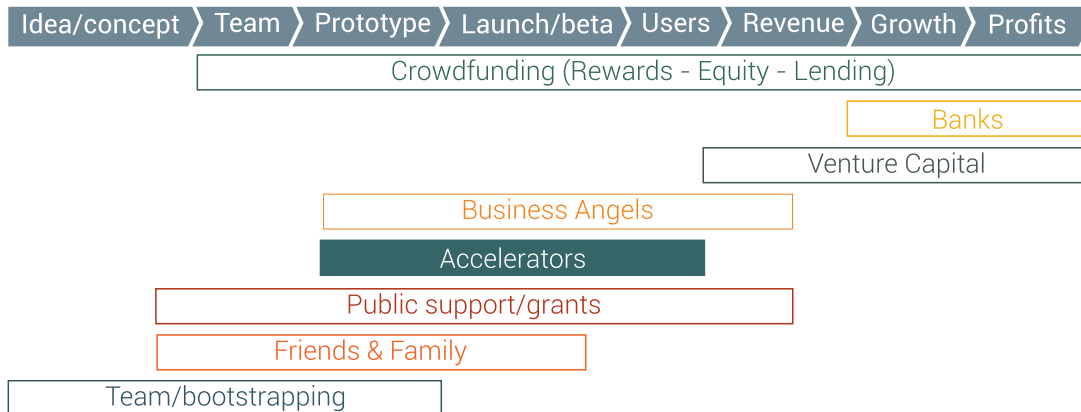 Idea/concept Team Prototype Launch/beta Users Revenue Growth Profits
Crowdfunding (Rewards - Equity - Lending)
Banks
Venture Capital
Business Angels
Accelerators
Public support/grants
Friends & Family
Team/bootstrapping